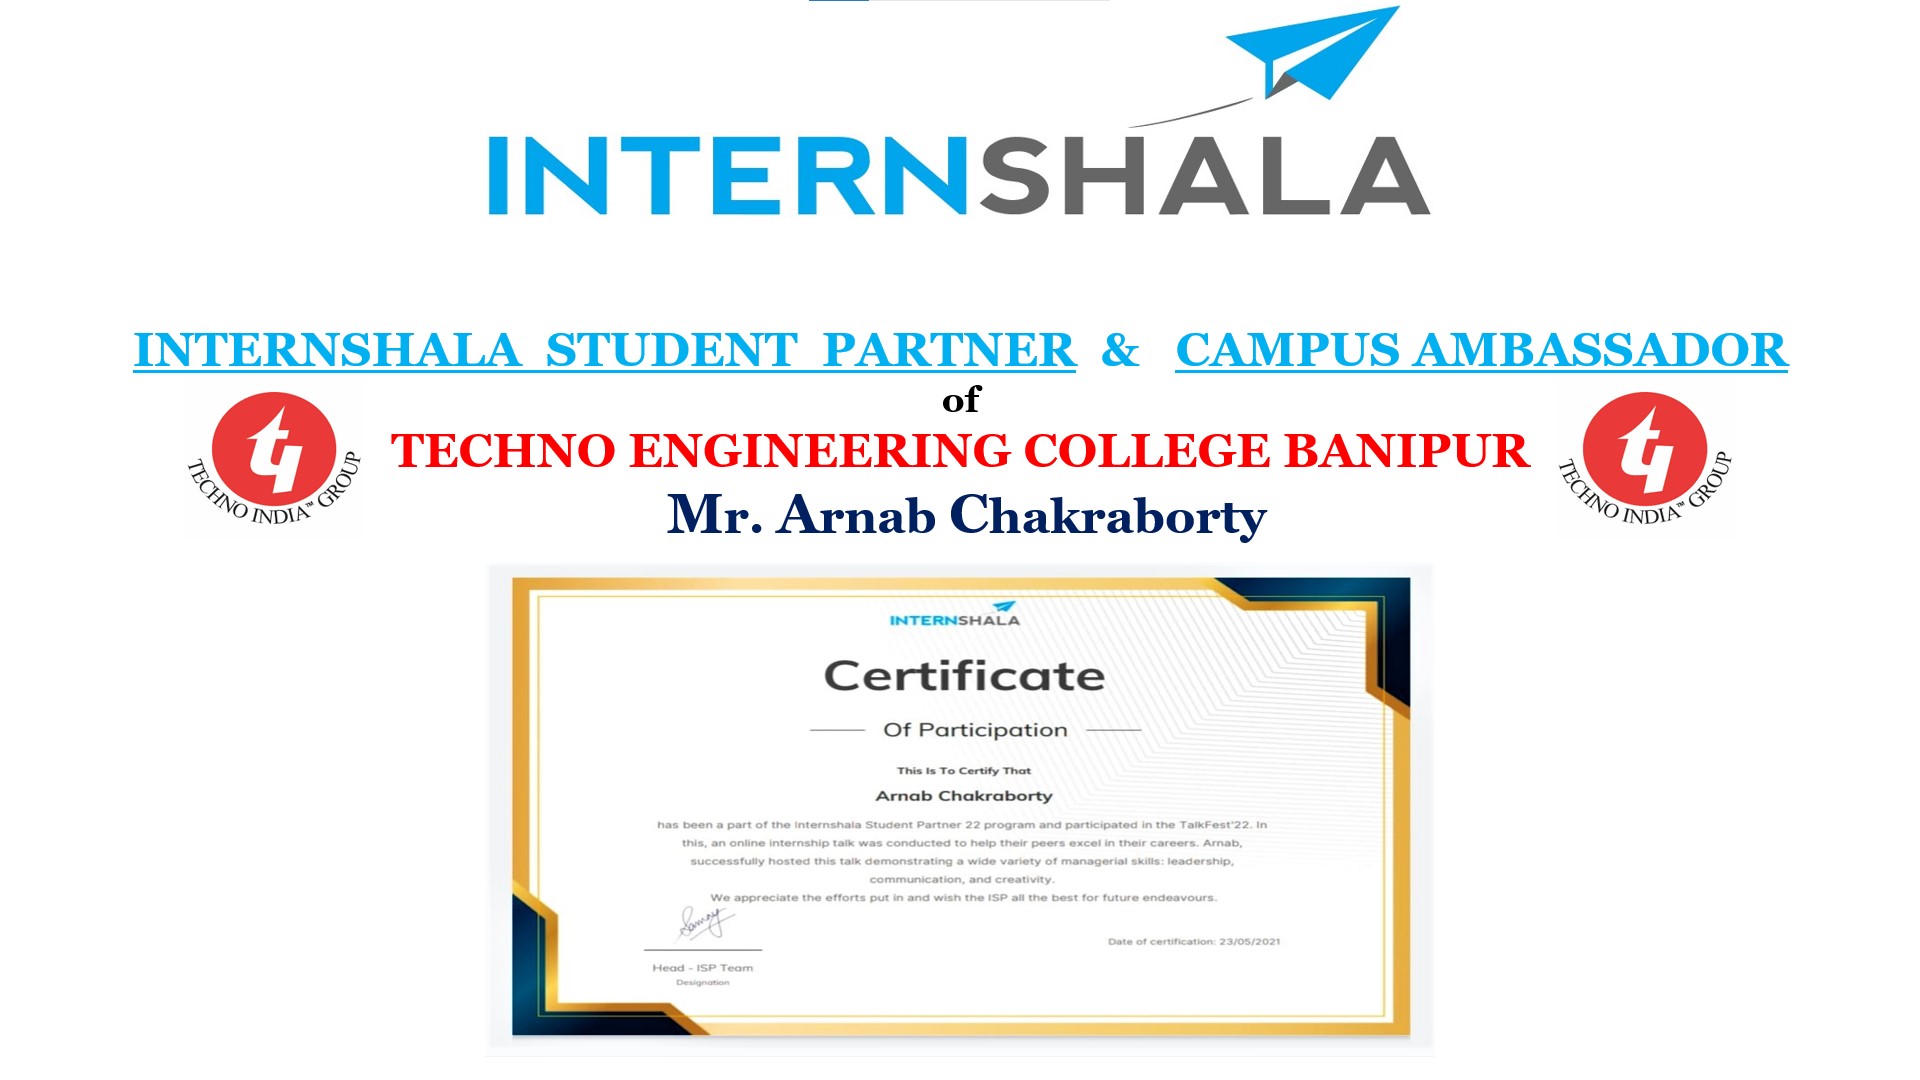 INTERNSHALA
INTERNSHALA STUDENT PARTNER & CAMPUS AMBASSADOR
of
TECHNO ENGINEERING COLLEGE BANIPUR
Mr. Arnab Chakraborty
TECHNO INDIA™ GROUP
TECHNO INDIA™ GROUP
INTERNSHALA
Certificate
Of Participation
This Is To Certify That
Arnab Chakraborty
has been a part of the Internshala Student Partner 22 program and participated in the TalkFest'22. In
this, an online internship talk was conducted to help their peers excel in their careers. Arnab,
successfully hosted this talk demonstrating a wide variety of managerial skills: leadership,
communication, and creativity.
We appreciate the efforts put in and wish the ISP all the best for future endeavours.
Date of certification: 23/05/2021
Head - ISP Team
Designation